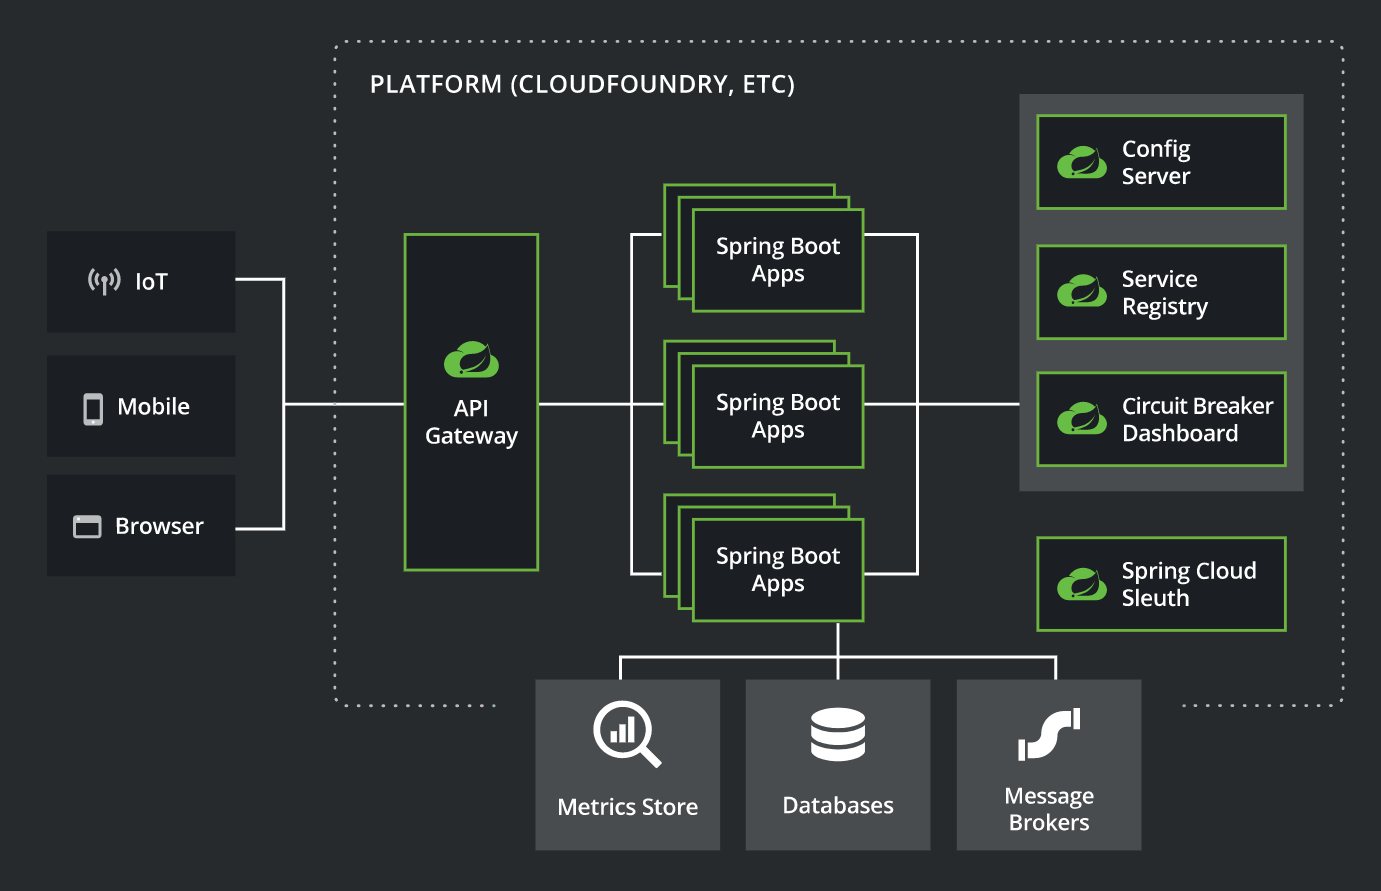 PLATFORM (CLOUDFOUNDRY, ETC)
IoT
Mobile
Browser
API
Gateway
Spring Boot
Apps
Spring Boot
Apps
Spring Boot
Apps
Config
Server
Service
Registry
Circuit Breaker
Dashboard
Spring Cloud
Sleuth
Metrics Store
Databases
Message
Brokers